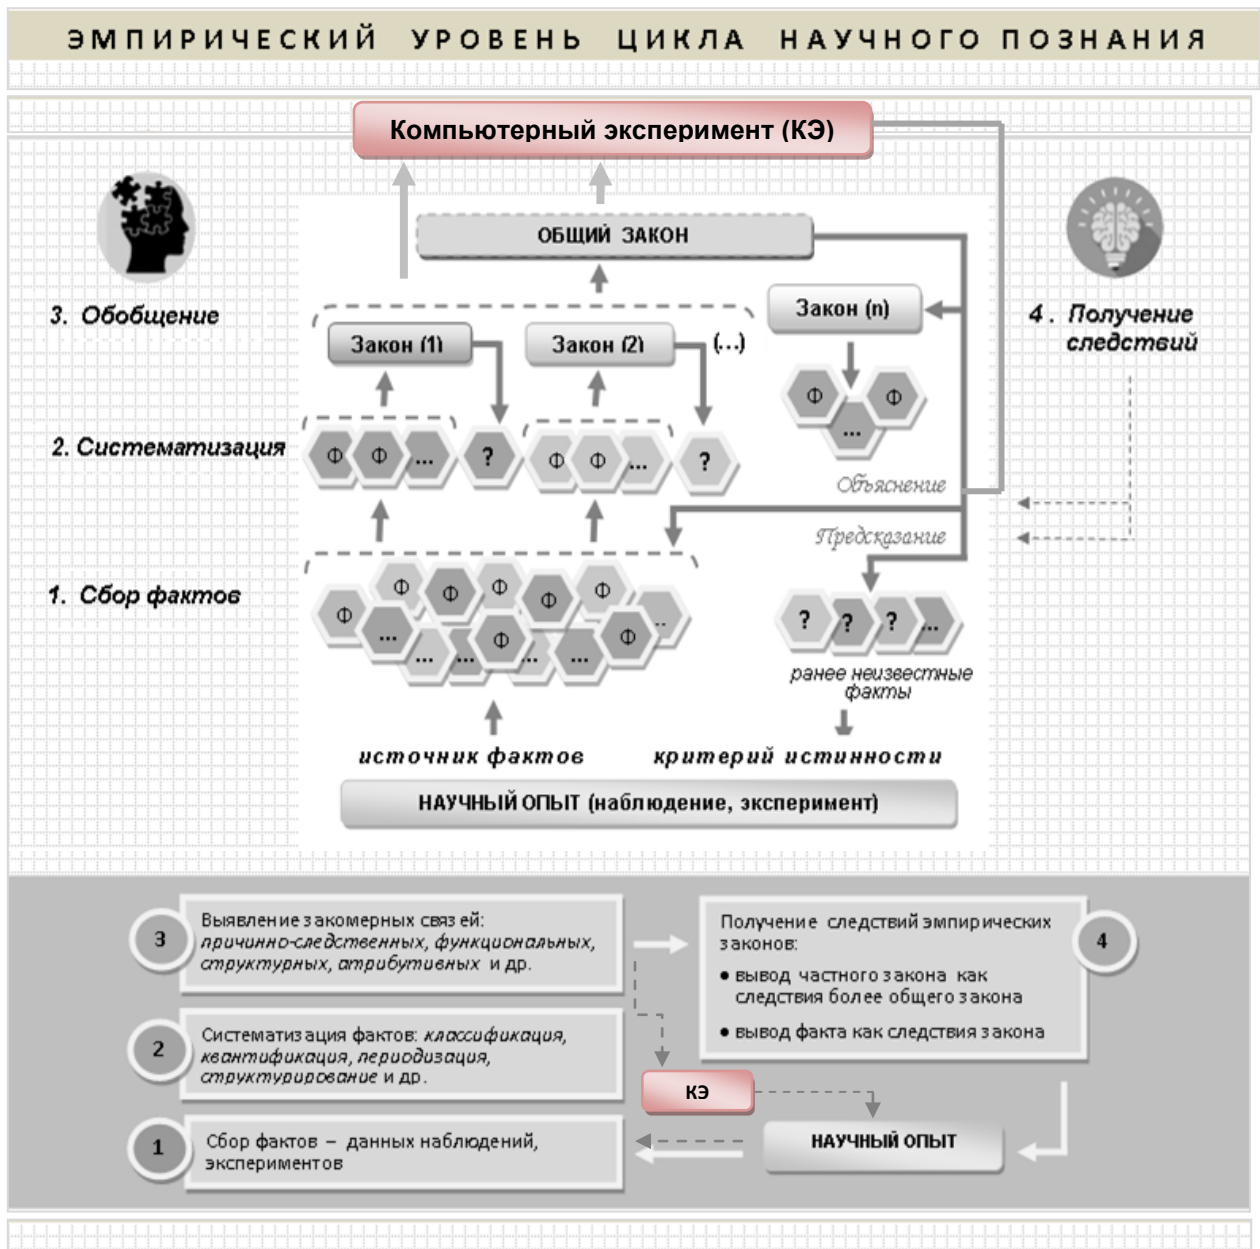 ЭМПИРИЧЕСКИЙ УРОВЕНЬ ЦИКЛА НАУЧНОГО ПОЗНАНИЯ
Компьютерный эксперимент (КЭ)
ОБЩИЙ ЗАКОН
3. Обобщение
Закон (1)
Закон (2)
(...)
Закон (n)
4. Получение
следствий
Ф Ф
...
2. Систематизация
Ф Ф ... ? Ф Ф ... ?
Объяснение
Предсказание
1. Сбор фактов
Ф Ф Ф Ф Ф Ф ... Ф Ф ..
... ... ... ...
? ? ? ...
ранее неизвестные
факты
источник фактов
критерий истинности
НАУЧНЫЙ ОПЫТ (наблюдение, эксперимент)
3
Выявление закомерных связей:
причинно-следственных, функциональных,
структурных, атрибутивных и др.
Получение следствий эмпирических
законов:
• вывод частного закона как
следствия более общего закона
• вывод факта как следствия закона
4
2
Систематизация фактов: классификация,
квантификация, периодизация,
структурирование и др.
КЭ
1
Сбор фактов – данных наблюдений,
экспериментов
НАУЧНЫЙ ОПЫТ